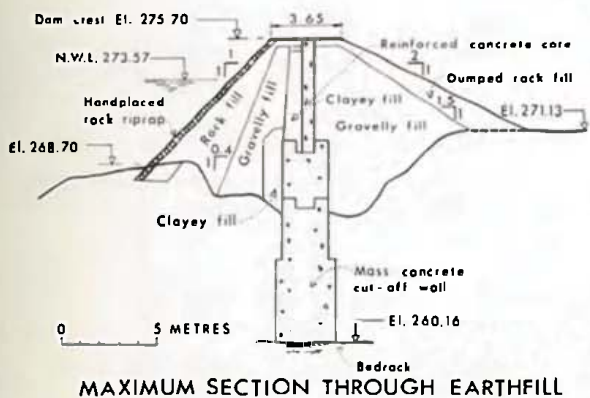 Dam crest El. 275.70
3.65
N.W.L. 273.57
1
1
Reinforced concrete core
2
1
Dumped rock fill
Handplaced
rock riprap
Rock fill
Gravelly fill
Clayey fill
1.5
1
El. 271.13
Gravelly fill
El. 268.70
0.4
1
Clayey fill
Mass concrete
cut-off wall
0 5 METRES
El. 260.16
Bedrock
MAXIMUM SECTION THROUGH EARTHFILL